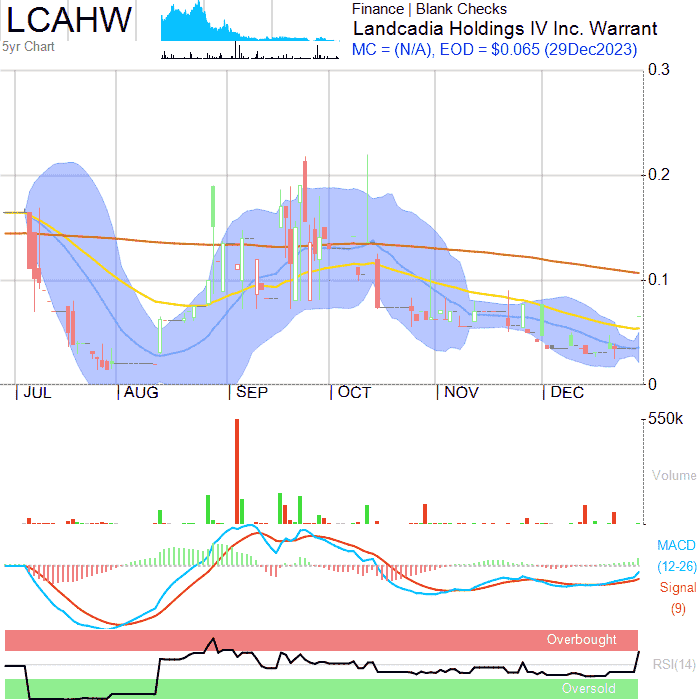 LCAHW
5yr Chart
Finance | Blank Checks
Landcadia Holdings IV Inc. Warrant
MC = (N/A), EOD = $0.065 (29Dec2023)
0.3
0.2
0.1
0
JUL AUG SEP OCT NOV DEC
550k
Volume
MACD
(12-26)
Signal
(9)
Overbought
RSI(14)
Oversold